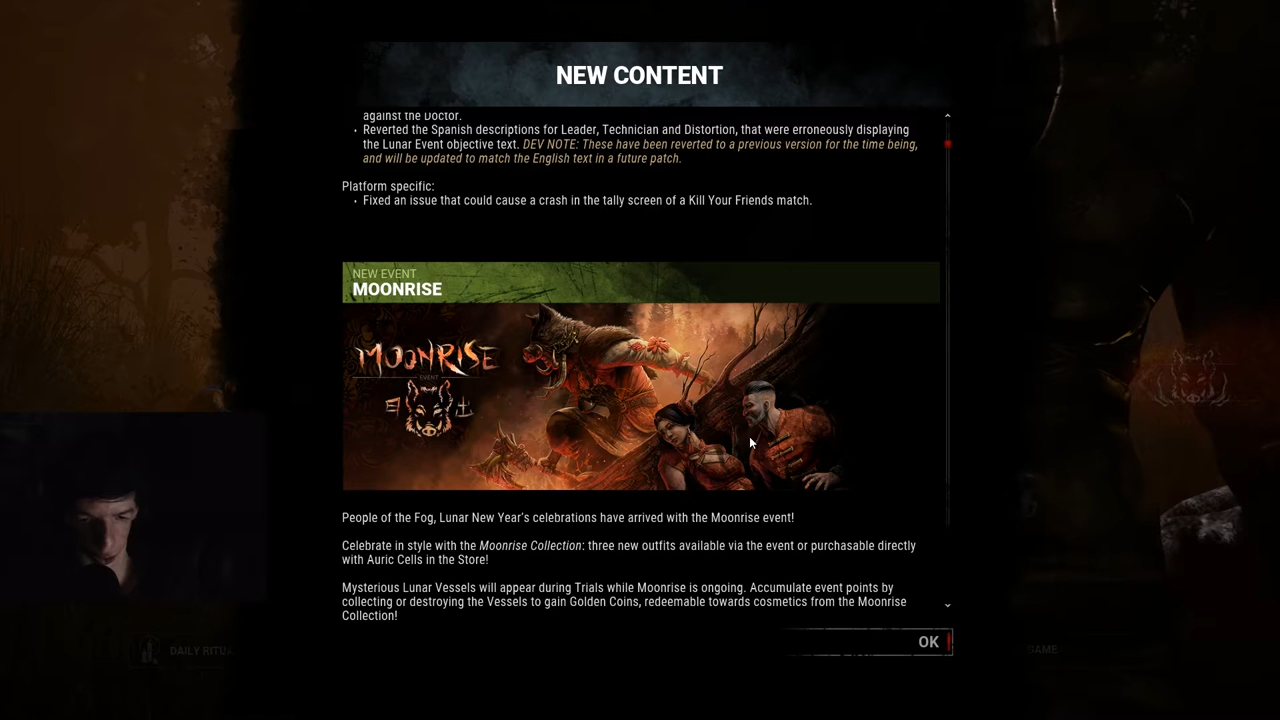 NEW CONTENT
against the Doctor.
· Reverted the Spanish descriptions for Leader, Technician and Distortion, that were erroneously displaying
the Lunar Event objective text. DEV NOTE: These have been reverted to a previous version for the time being,
and will be updated to match the English text in a future patch.
Platform specific:
· Fixed an issue that could cause a crash in the tally screen of a Kill Your Friends match.
NEW EVENT
MOONRISE
MOONRISE
EVENT
日出
People of the Fog, Lunar New Year's celebrations have arrived with the Moonrise event!
Celebrate in style with the Moonrise Collection: three new outfits available via the event or purchasable directly
with Auric Cells in the Store!
Mysterious Lunar Vessels will appear during Trials while Moonrise is ongoing. Accumulate event points by
collecting or destroying the Vessels to gain Golden Coins, redeemable towards cosmetics from the Moonrise
Collection!
OK
DAILY RITUA
GAME